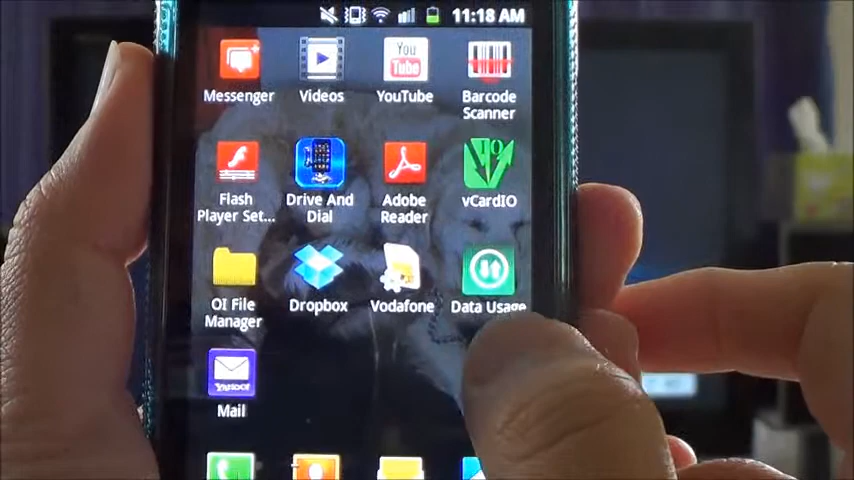 11:18 AM
Messenger Videos YouTube Barcode
Scanner
You
Tube
Flash Drive And Adobe vCardIO
Player Set... Dial Reader
IO
OI File Dropbox Vodafone Data Usage
Manager
YAHOO!
Mail